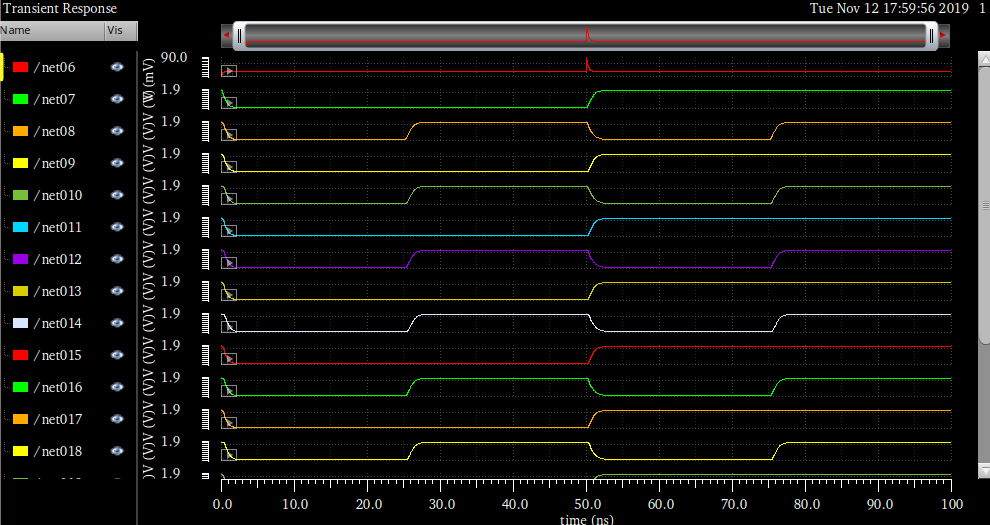 Transient Response Tue Nov 12 17:59:56 2019 1
Name Vis
/net06 (mV) 90.0
/net07 1.9
/net08 V (V) 1.9
/net09 V (V) 1.9
/net010 V (V) 1.9
/net011 V (V) 1.9
/net012 V (V) 1.9
/net013 V (V) 1.9
/net014 V (V) 1.9
/net015 V (V) 1.9
/net016 V (V) 1.9
/net017 V (V) 1.9
/net018 V (V) 1.9
1.9
0.0 10.0 20.0 30.0 40.0 50.0 60.0 70.0 80.0 90.0 100
time (ns)